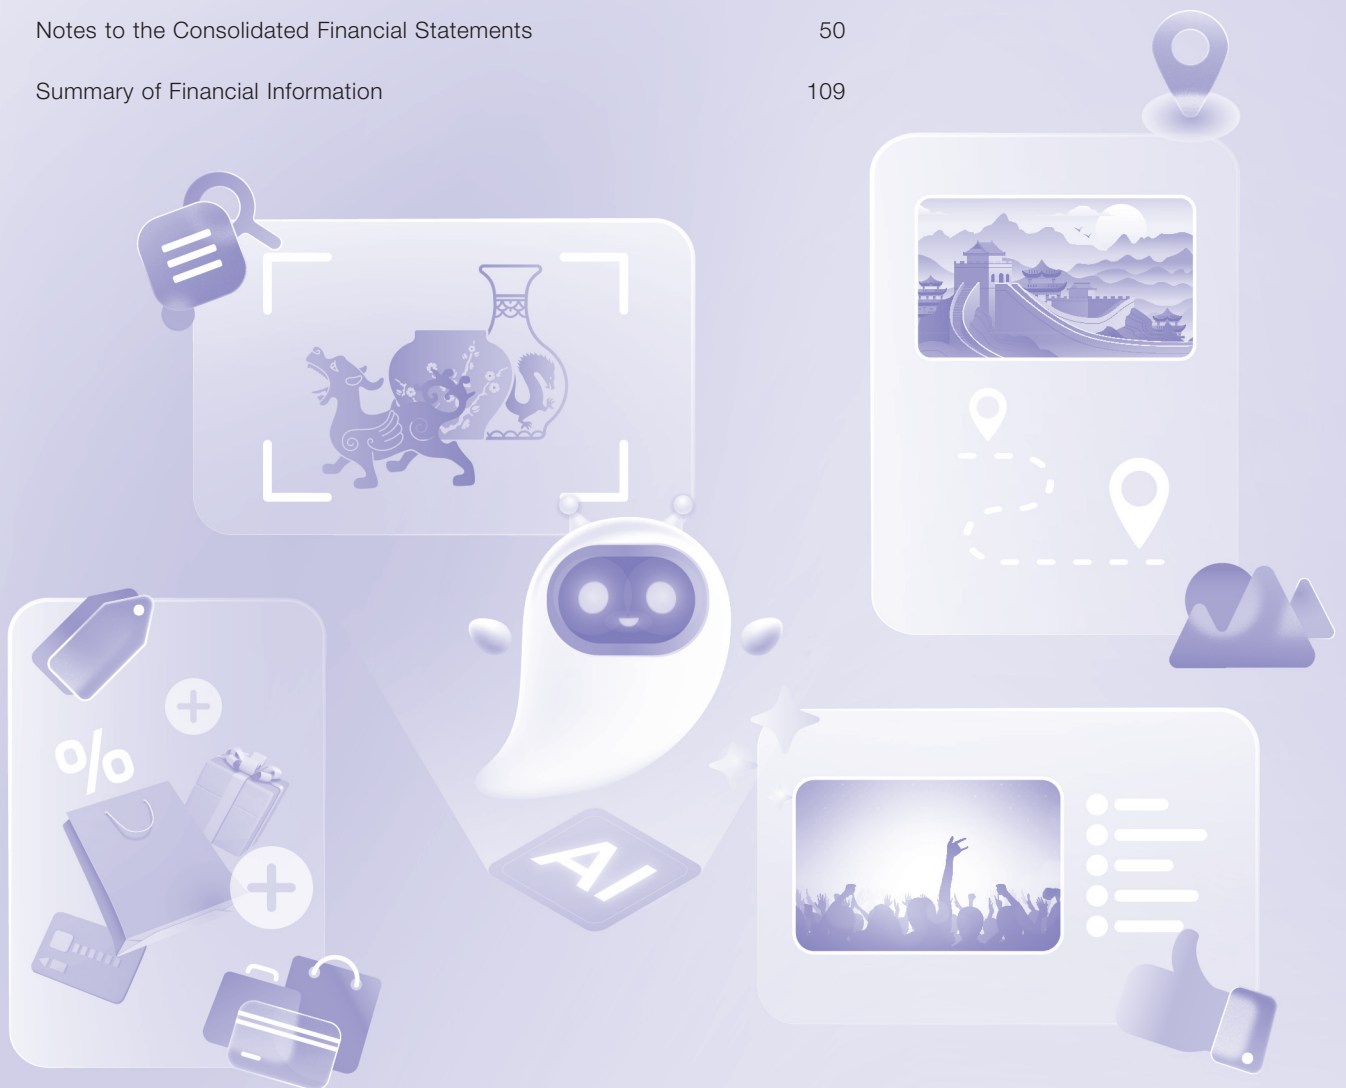 Notes to the Consolidated Financial Statements 50
Summary of Financial Information 109
%
AI